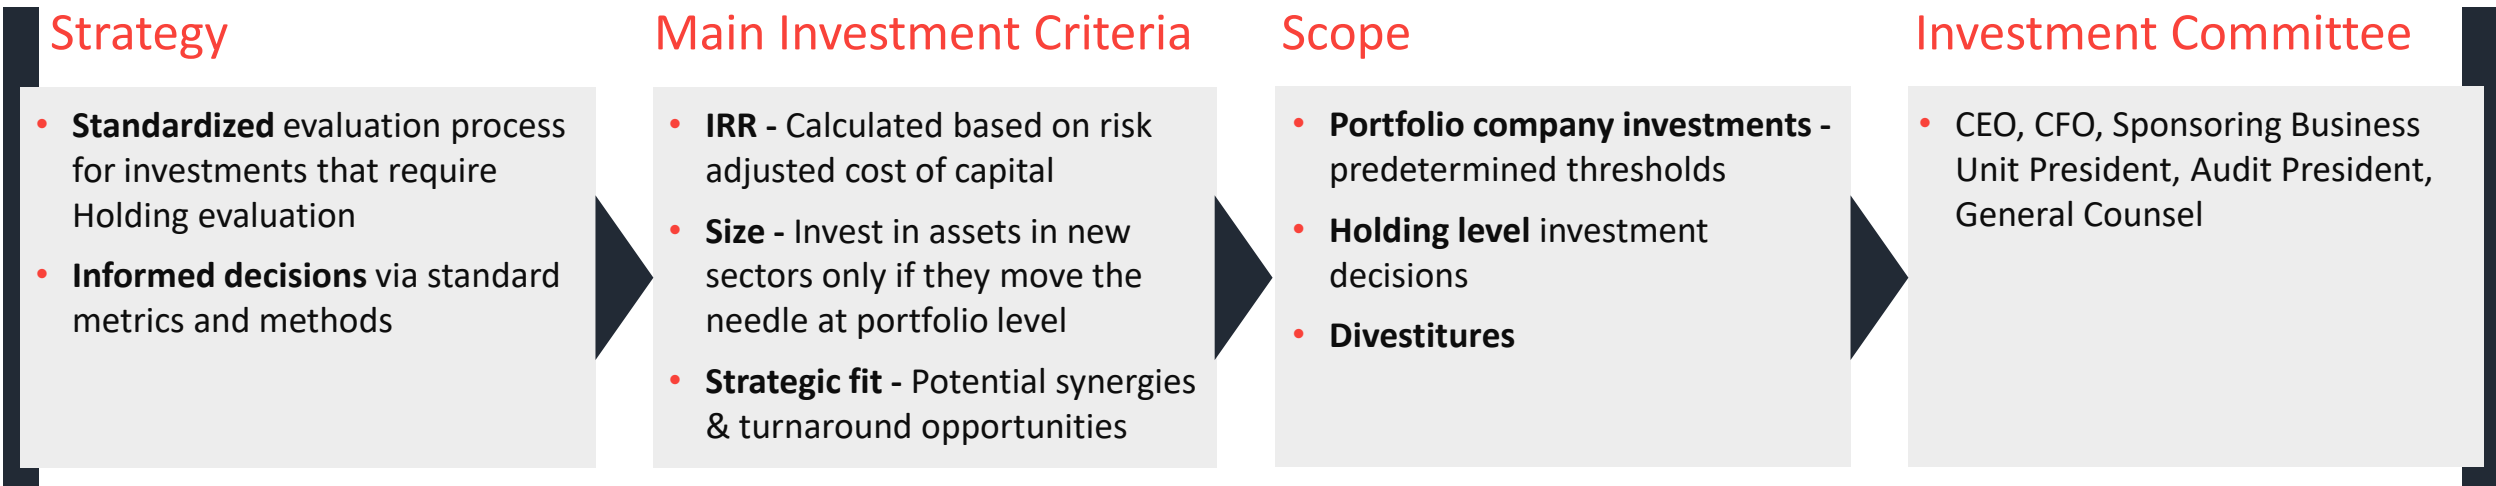 Strategy
• Standardized evaluation process
for investments that require
Holding evaluation
• Informed decisions via standard
metrics and methods
Main Investment Criteria
• IRR - Calculated based on risk
adjusted cost of capital
• Size - Invest in assets in new
sectors only if they move the
needle at portfolio level
• Strategic fit - Potential synergies
& turnaround opportunities
Scope
• Portfolio company investments -
predetermined thresholds
• Holding level investment
decisions
• Divestitures
Investment Committee
• CEO, CFO, Sponsoring Business
Unit President, Audit President,
General Counsel